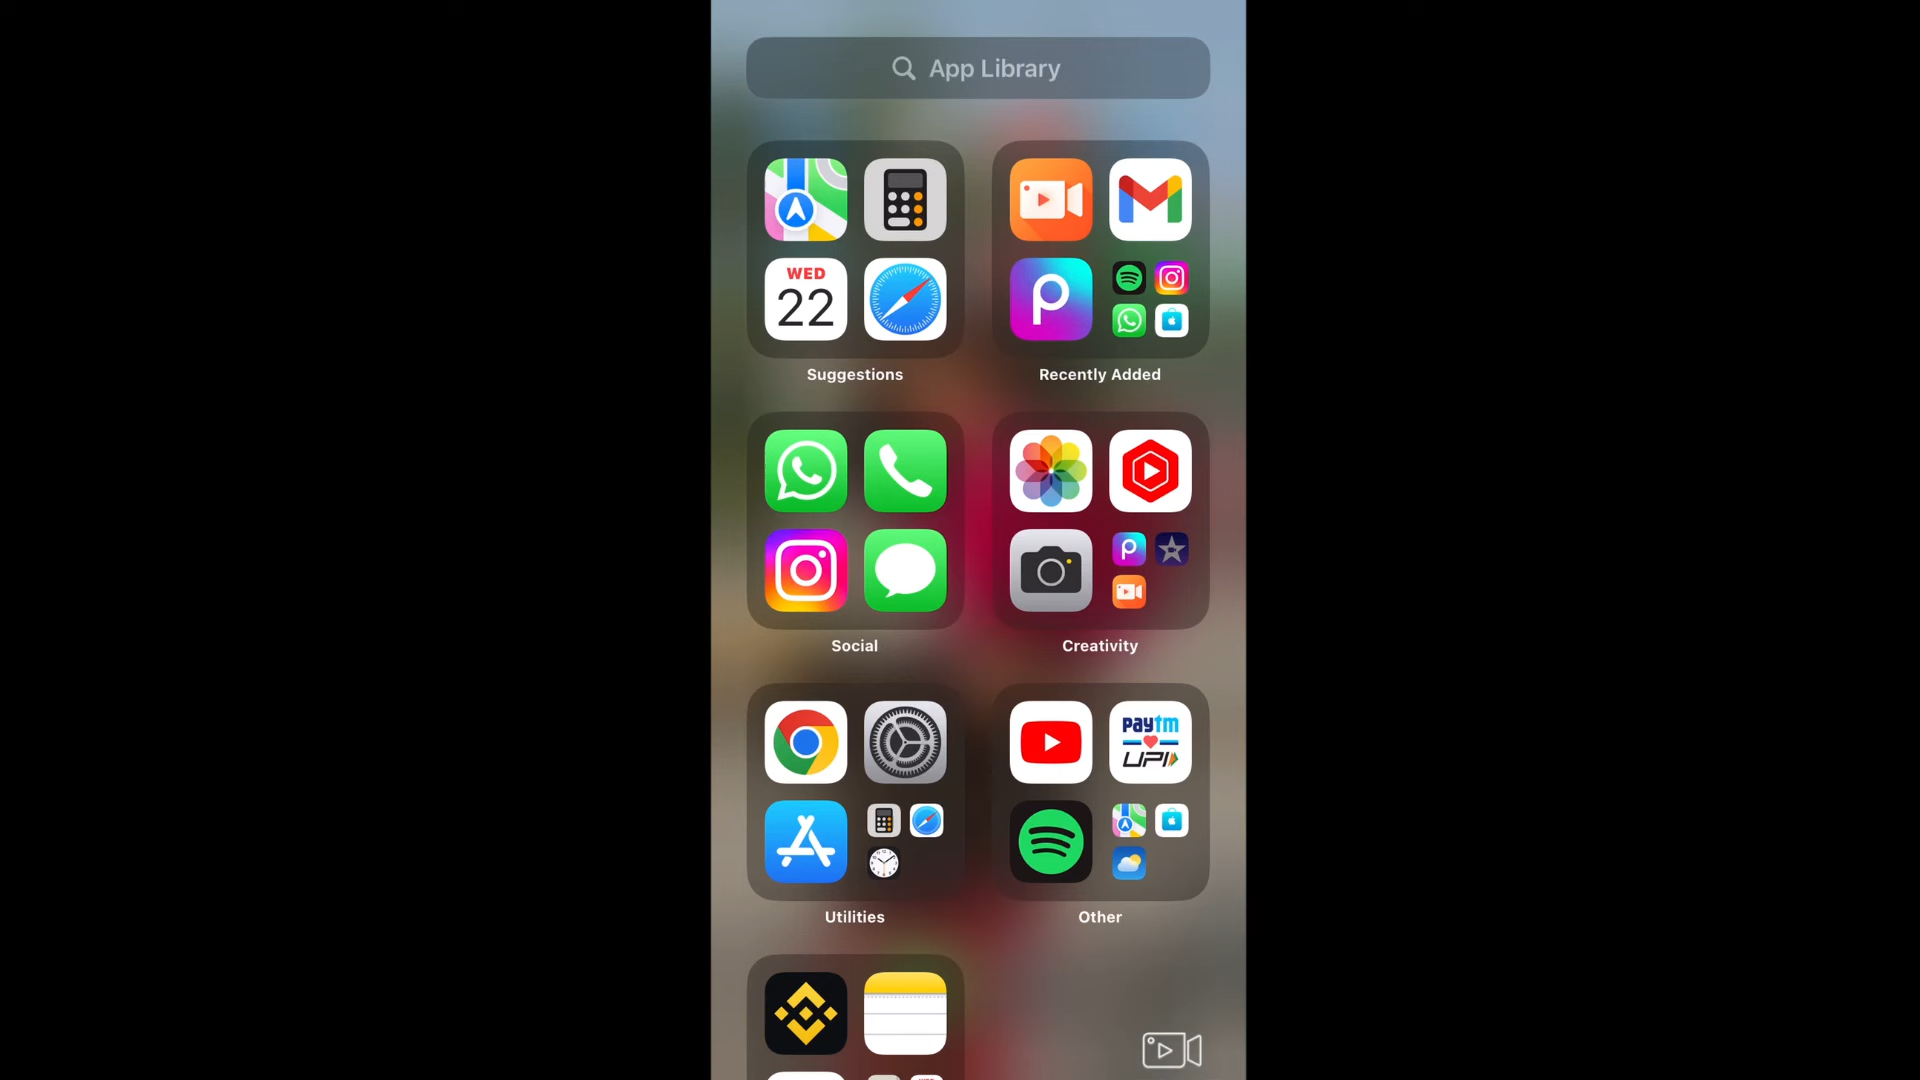 App Library
WED
22
Suggestions
Recently Added
Social
Creativity
paytm
UPI
Utilities
Other